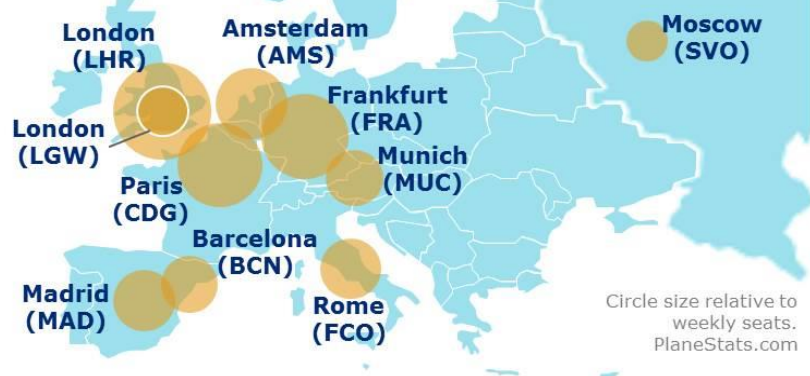 London
(LHR)
Amsterdam
(AMS)
Moscow
(SVO)
Frankfurt
(FRA)
London
(LGW)
Munich
(MUC)
Paris
(CDG)
Barcelona
(BCN)
Madrid
(MAD)
Rome
(FCO)
Circle size relative to
weekly seats.
PlaneStats.com